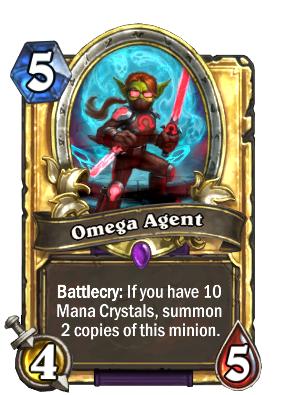 5
Omega Agent
Battlecry: If you have 10
Mana Crystals, summon
2 copies of this minion.
4
5